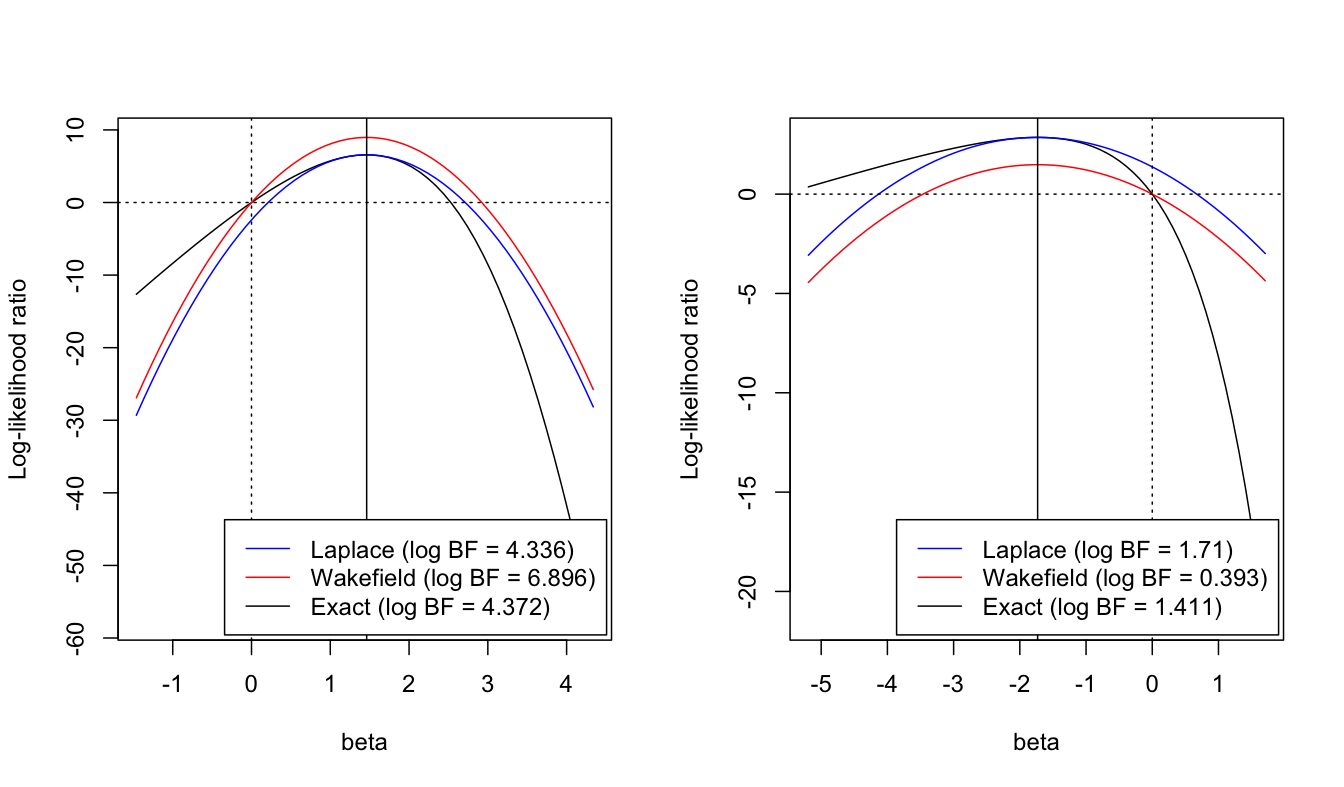 Log-likelihood ratio
10
0
-10
-20
-30
-40
-50
-60
Laplace (log BF = 4.336)
Wakefield (log BF = 6.896)
Exact (log BF = 4.372)
-1 0 1 2 3 4
beta
Log-likelihood ratio
0
-5
-10
-15
-20
Laplace (log BF = 1.71)
Wakefield (log BF = 0.393)
Exact (log BF = 1.411)
-5 -4 -3 -2 -1 0 1
beta